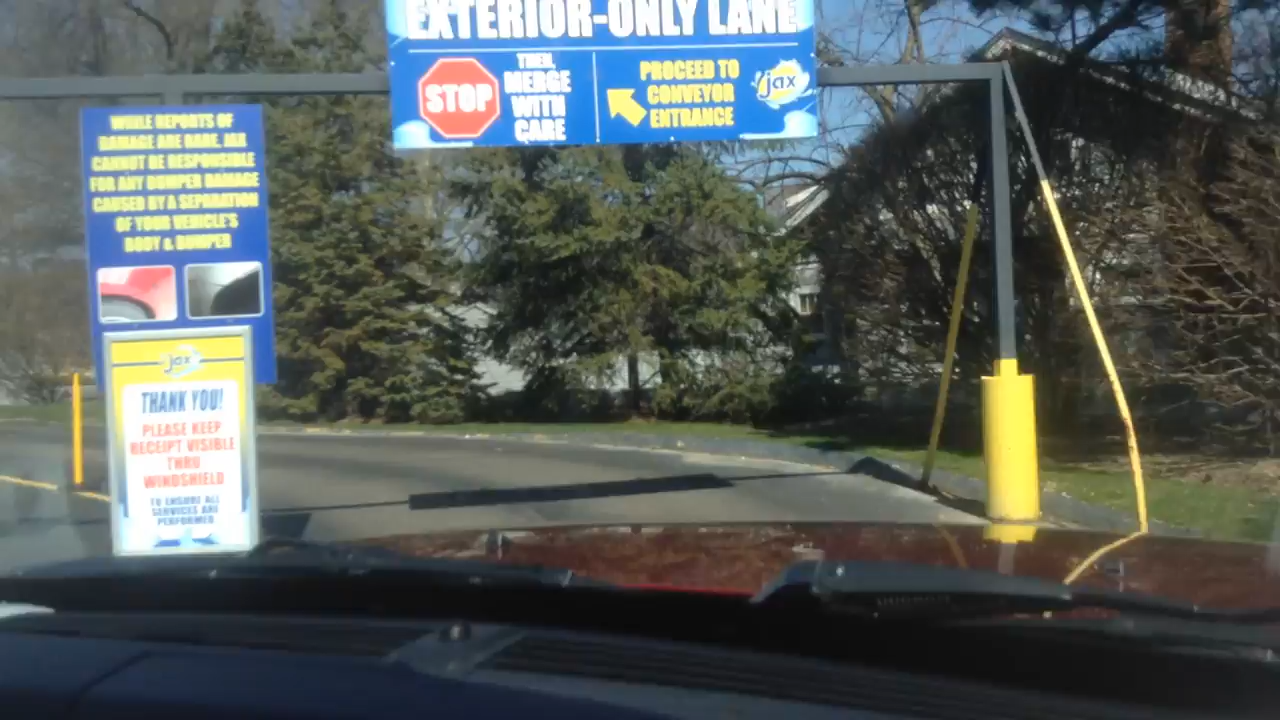 EXTERIOR-ONLY LANE
STOP
THEN
MERGE
WITH
CARE
PROCEED TO
CONVEYOR
ENTRANCE
jax
WHILE REPORTS OF
DAMAGE ARE RARE, JAX
CANNOT BE RESPONSIBLE
FOR ANY BUMPER DAMAGE
CAUSED BY A SEPARATION
OF YOUR VEHICLE'S
BODY & BUMPER
jax
THANK YOU!
PLEASE KEEP
RECEIPT VISIBLE
THRU
WINDSHIELD
TO ENSURE ALL
SERVICES ARE
PERFORMED